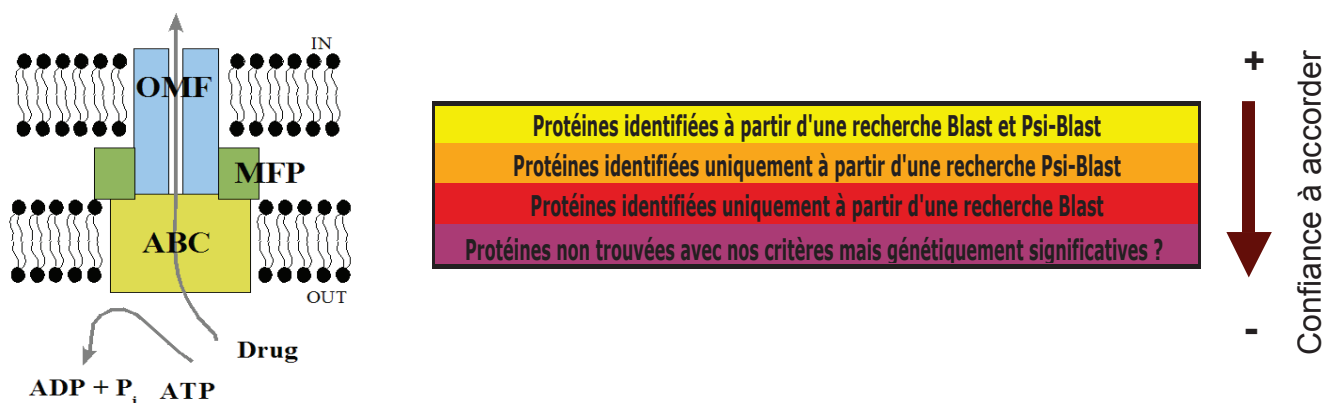 IN
OMF
MFP
ABC
OUT
Drug
ADP + Pi ATP
Protéines identifiées à partir d'une recherche Blast et Psi-Blast
Protéines identifiées uniquement à partir d'une recherche Psi-Blast
Protéines identifiées uniquement à partir d'une recherche Blast
Protéines non trouvées avec nos critères mais génétiquement significatives ?
+
Confiance à accorder
-